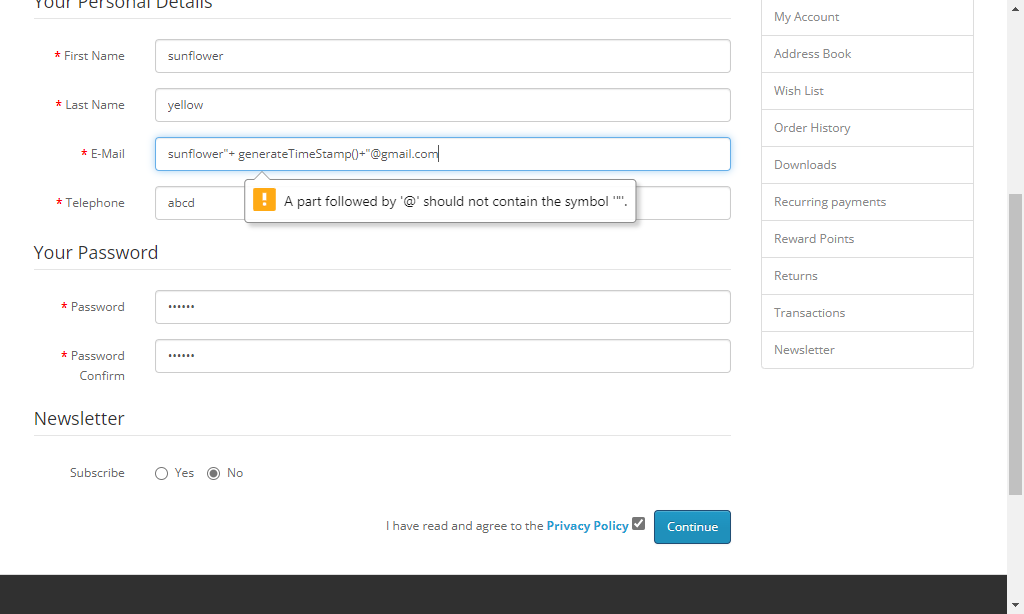 Your Personal Details
* First Name
sunflower
* Last Name
yellow
* E-Mail
sunflower"+ generateTimeStamp()+"@gmail.com
A part followed by '@' should not contain the symbol '"'.
* Telephone
abcd
Your Password
* Password
••••••
* Password
Confirm
••••••
Newsletter
Subscribe
Yes
No
I have read and agree to the Privacy Policy
Continue
My Account
Address Book
Wish List
Order History
Downloads
Recurring payments
Reward Points
Returns
Transactions
Newsletter